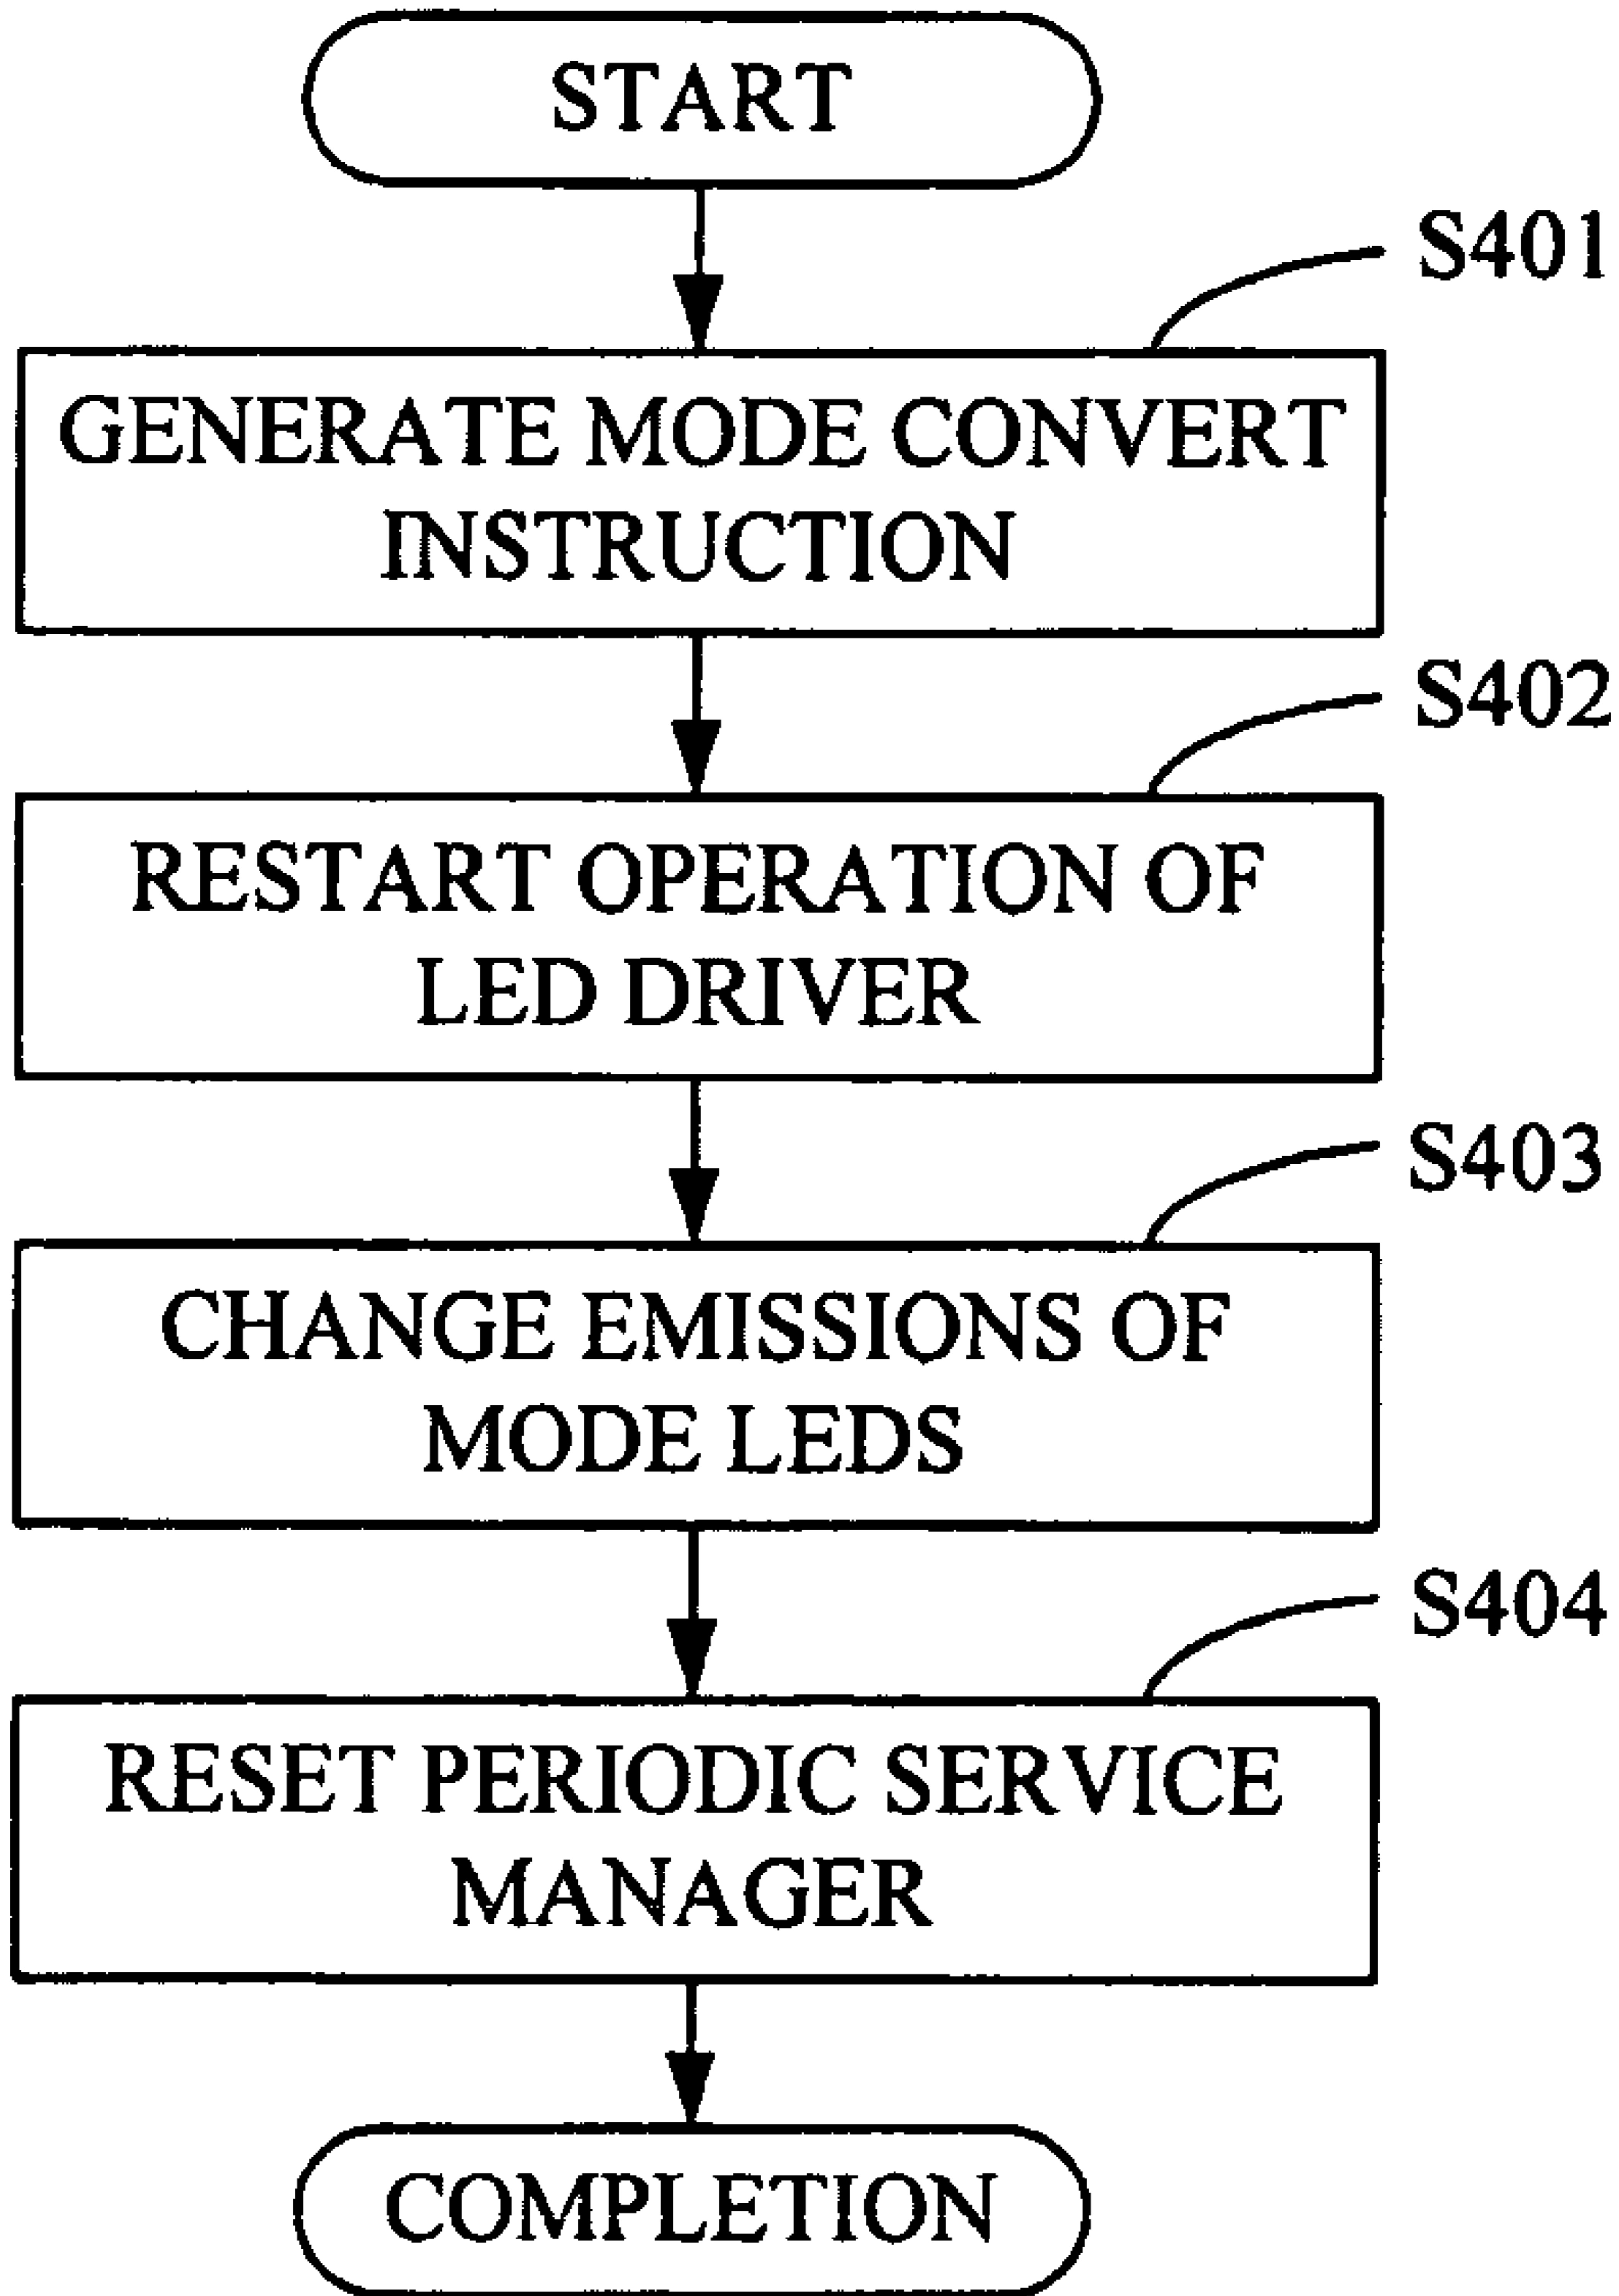 START
S401
GENERATE MODE CONVERT
INSTRUCTION
S402
RESTART OPERATION OF
LED DRIVER
S403
CHANGE EMISSIONS OF
MODE LEDS
S404
RESET PERIODIC SERVICE
MANAGER
COMPLETION